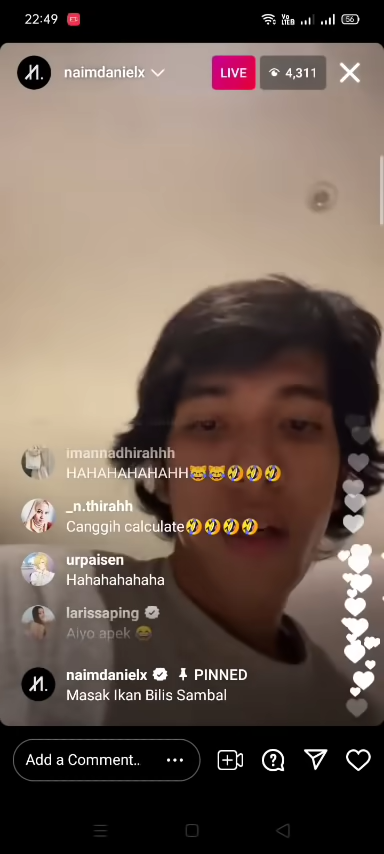 22:49
56
naimdanielx
LIVE
4,311
imannadhirahhh
HAHAHAHAHAHH😹😹🤣🤣🤣
_n.thirahh
Canggih calculate🤣🤣🤣🤣
urpaisen
Hahahahahaha
larissaping
Aiyo apek 😂
naimdanielx PINNED
Masak Ikan Bilis Sambal
Add a Comment..